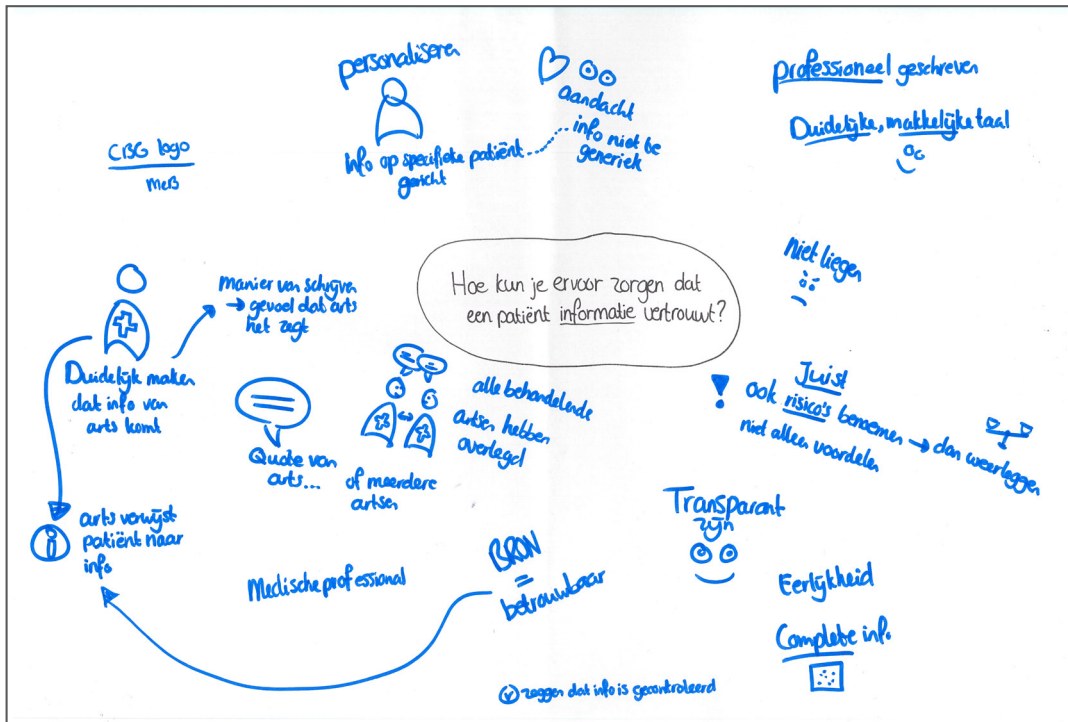 personaliseren
Info op specifieke patiënt
gericht
aandacht
info niet te
generiek
professioneel geschreven
Duidelijke, makkelijke taal
CBG logo
MEB
Hoe kun je ervoor zorgen dat
een patiënt informatie vertrouwt?
niet liegen
manier van schrijven
→ gevoel dat arts
het zegt
Duidelijk maken
dat info van
arts komt
Quote van
arts...
of meerdere
artsen
alle behandelende
artsen hebben
overlegd
Juist
! ook risico's benoemen → dan weerleggen
niet alleen voordelen
arts verwijst
patiënt naar
info
Medische professional
BRON
=
betrouwbaar
Transparant
zijn
Eerlijkheid
Complete info.
zeggen dat info is gecontroleerd